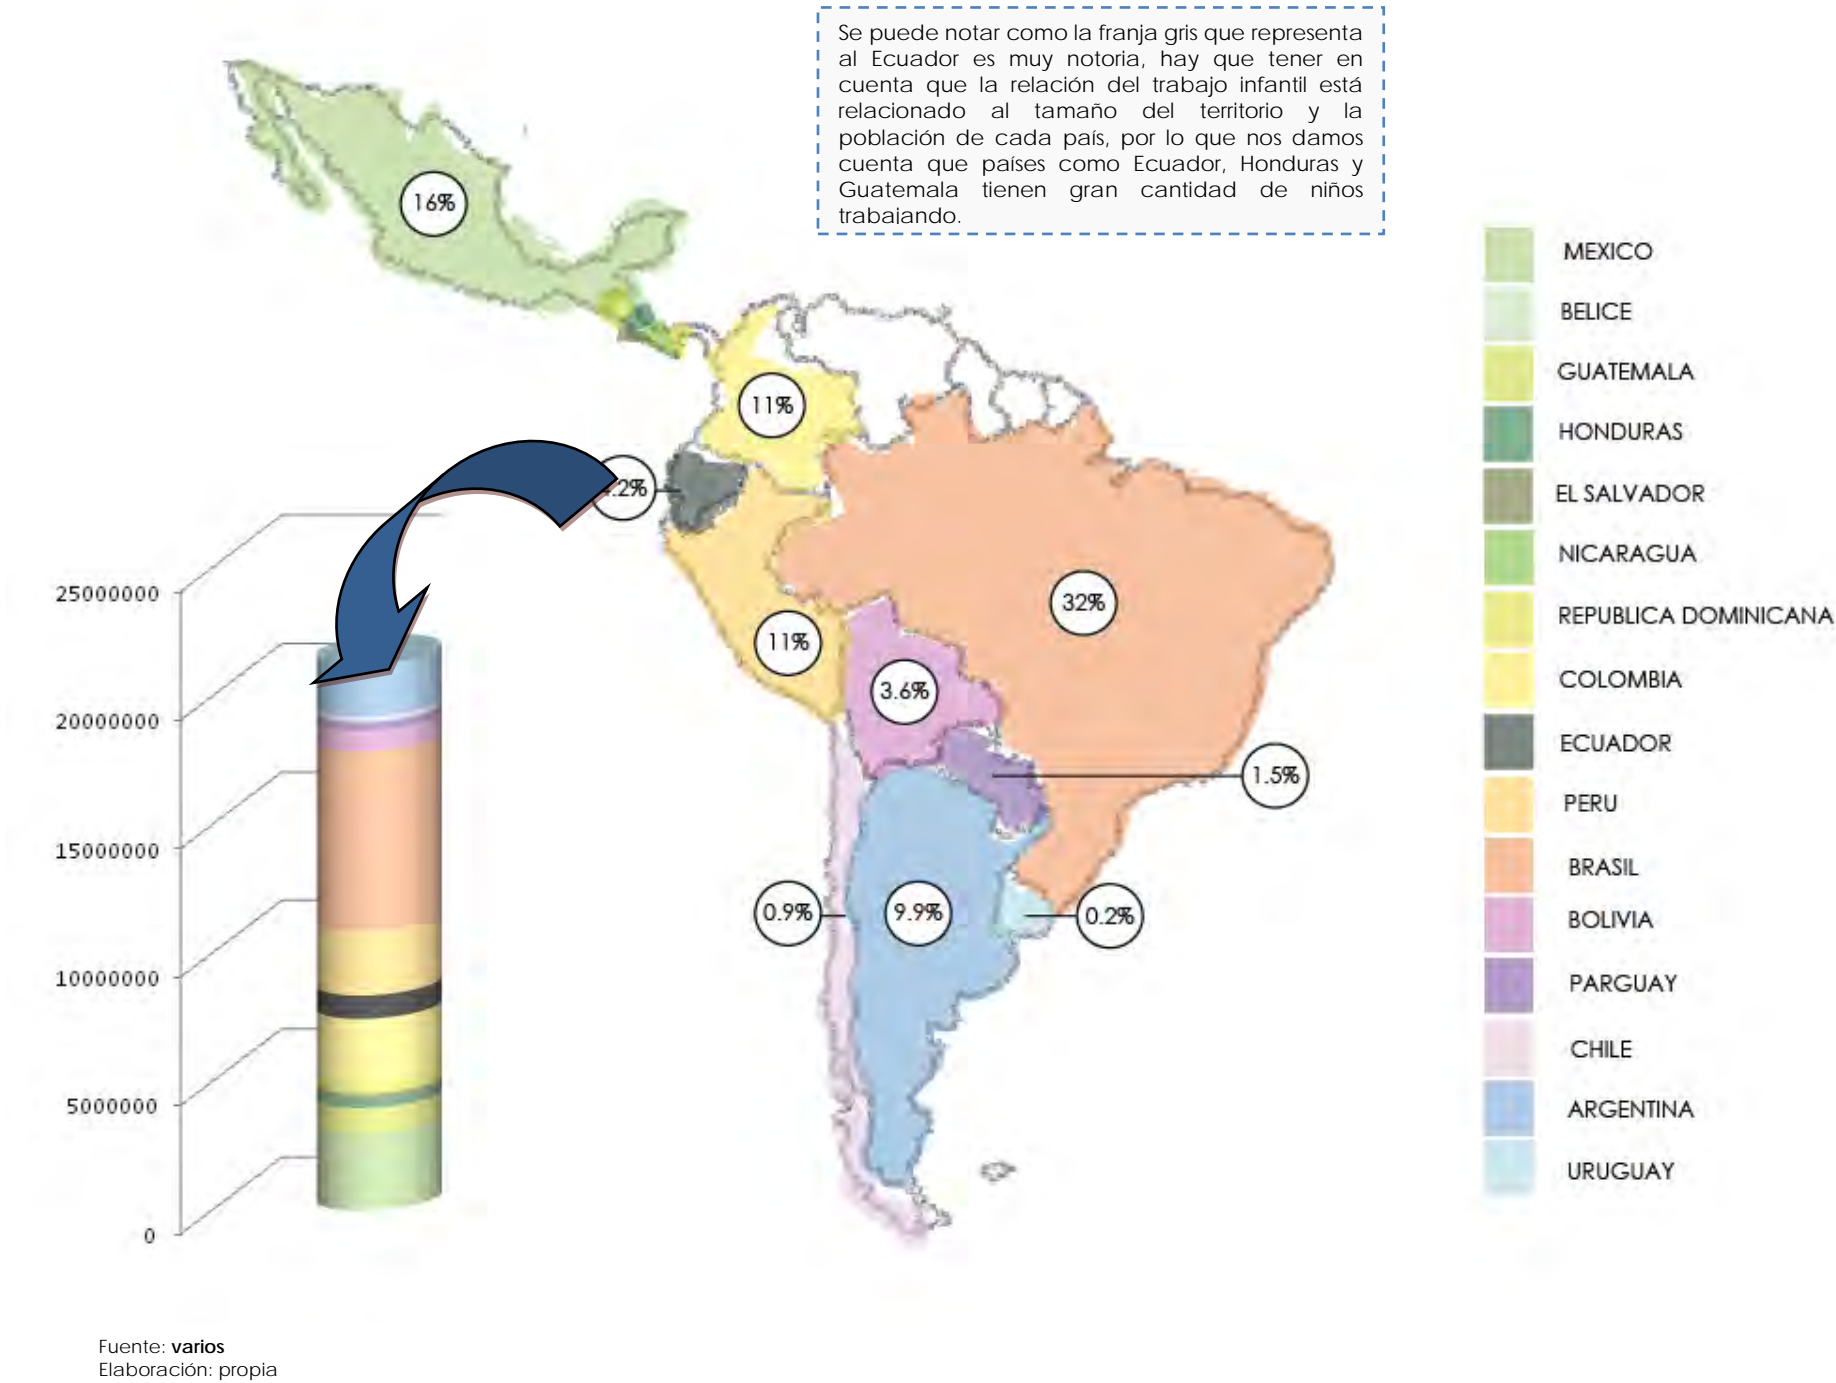 Se puede notar como la franja gris que representa
al Ecuador es muy notoria, hay que tener en
cuenta que la relación del trabajo infantil está
relacionado al tamaño del territorio y la
población de cada país, por lo que nos damos
cuenta que países como Ecuador, Honduras y
Guatemala tienen gran cantidad de niños
trabajando.
16%
11%
32%
11%
3.6%
1.5%
0.9%
9.9%
0.2%
25000000
20000000
15000000
10000000
5000000
0
MEXICO
BELICE
GUATEMALA
HONDURAS
EL SALVADOR
NICARAGUA
REPUBLICA DOMINICANA
COLOMBIA
ECUADOR
PERU
BRASIL
BOLIVIA
PARGUAY
CHILE
ARGENTINA
URUGUAY
Fuente: varios
Elaboración: propia